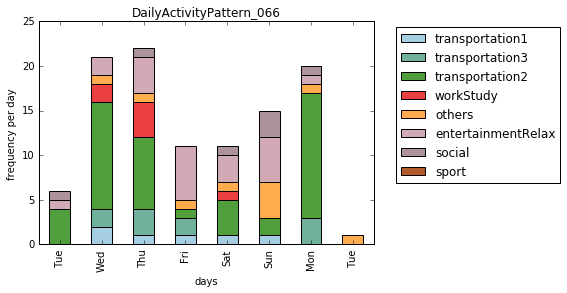 DailyActivityPattern_066
25
20
15
10
5
0
frequency per day
Tue Wed Thu Fri Sat Sun Mon Tue
days
transportation1
transportation3
transportation2
workStudy
others
entertainmentRelax
social
sport